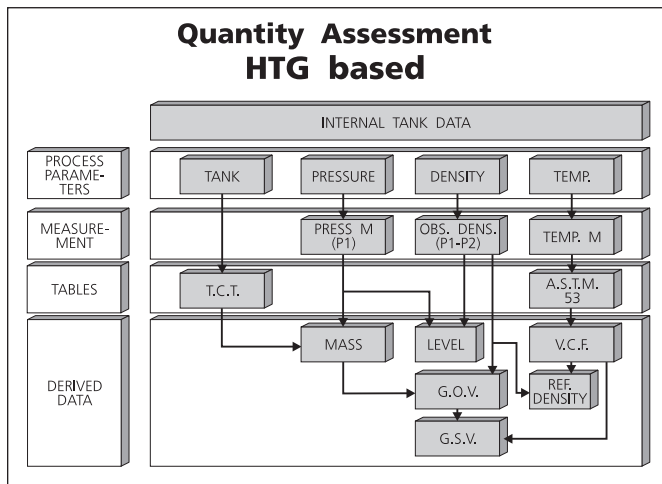 Quantity Assessment
HTG based
INTERNAL TANK DATA
PROCESS
PARAME-
TERS
TANK
PRESSURE
DENSITY
TEMP.
MEASURE-
MENT
PRESS M
(P1)
OBS. DENS.
(P1-P2)
TEMP. M
TABLES
T.C.T.
A.S.T.M.
53
DERIVED
DATA
MASS
LEVEL
V.C.F.
G.O.V.
REF.
DENSITY
G.S.V.